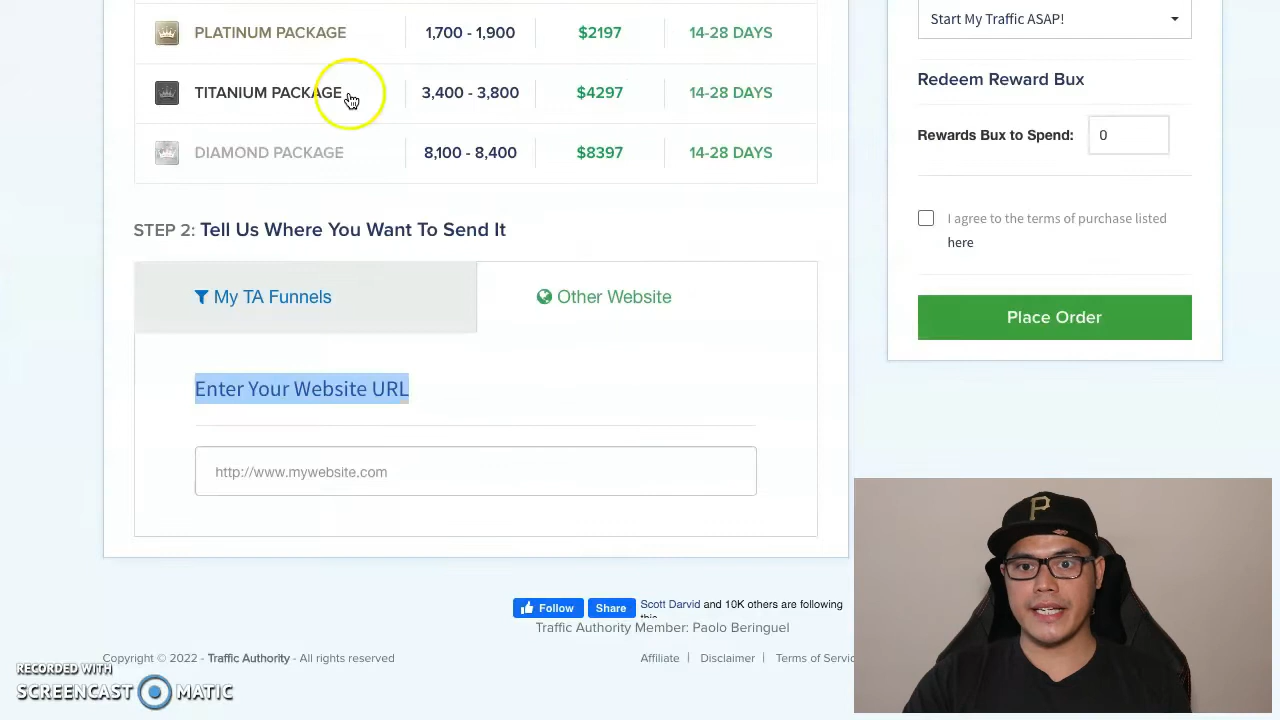 PLATINUM PACKAGE 1,700 - 1,900 $2197 14-28 DAYS
TITANIUM PACKAGE 3,400 - 3,800 $4297 14-28 DAYS
DIAMOND PACKAGE 8,100 - 8,400 $8397 14-28 DAYS
STEP 2: Tell Us Where You Want To Send It
My TA Funnels
Other Website
Enter Your Website URL
http://www.mywebsite.com
Start My Traffic ASAP!
Redeem Reward Bux
Rewards Bux to Spend: 0
I agree to the terms of purchase listed
here
Place Order
P
Follow
Share
Scott Darvid and 10K others are following
this
Traffic Authority Member: Paolo Beringuel
Copyright © 2022 - Traffic Authority - All rights reserved
Affiliate | Disclaimer | Terms of Servic
RECORDED WITH
SCREENCAST MATIC